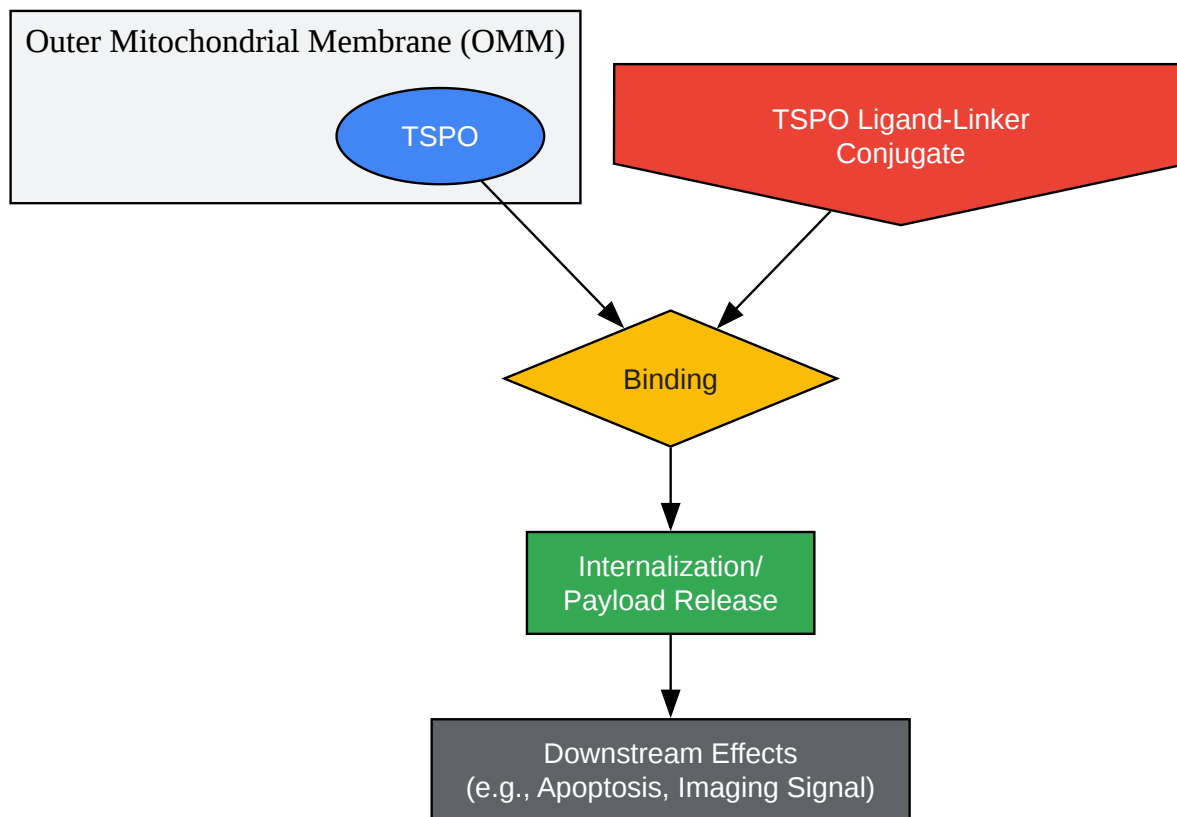 Outer Mitochondrial Membrane (OMM)
TSPO
TSPO Ligand-Linker
Conjugate
Binding
Internalization/
Payload Release
Downstream Effects
(e.g., Apoptosis, Imaging Signal)